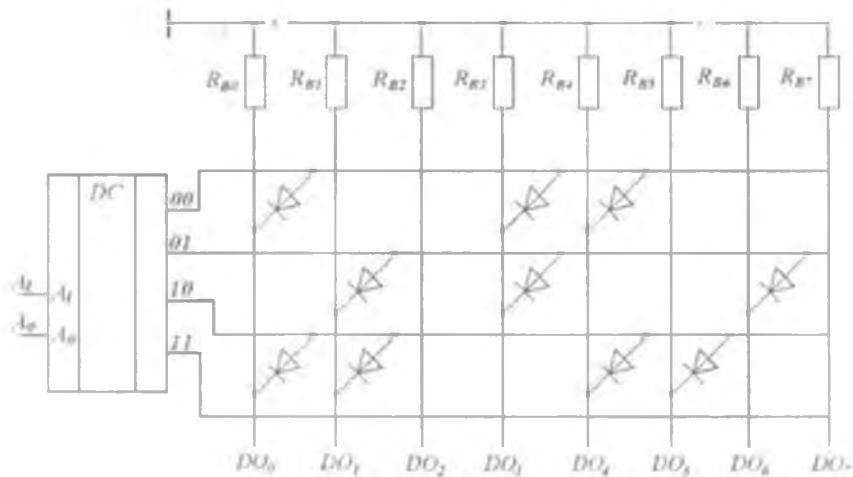 R_B0 R_B1 R_B2 R_B3 R_B4 R_B5 R_B6 R_B7
DC
00
01
10
11
A_1 A_1
A_0 A_0
DO_0 DO_1 DO_2 DO_3 DO_4 DO_5 DO_6 DO